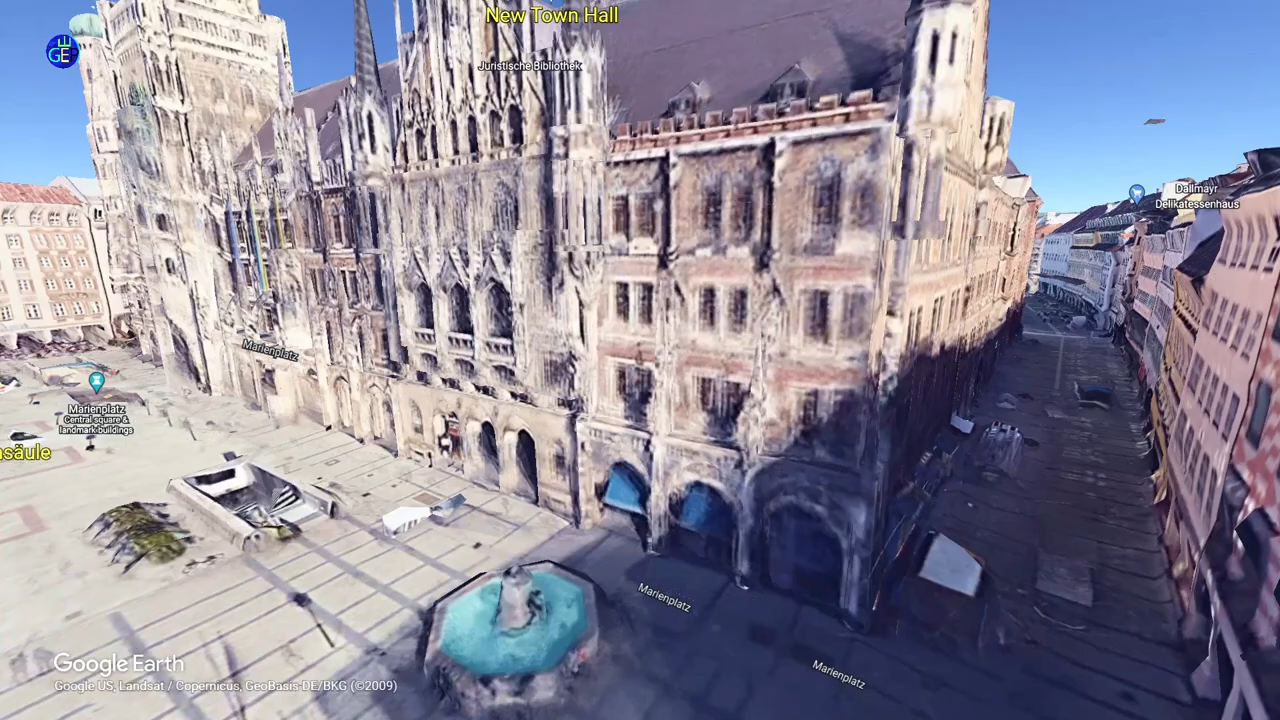 New Town Hall
GEP
Juristische Bibliothek
Dallmayr
Delikatessenhaus
Marienplatz
Marienplatz
Central square &
landmark buildings
säule
Marienplatz
Marienplatz
Google Earth
Google US, Landsat / Copernicus, GeoBasis-DE/BKG (©2009)